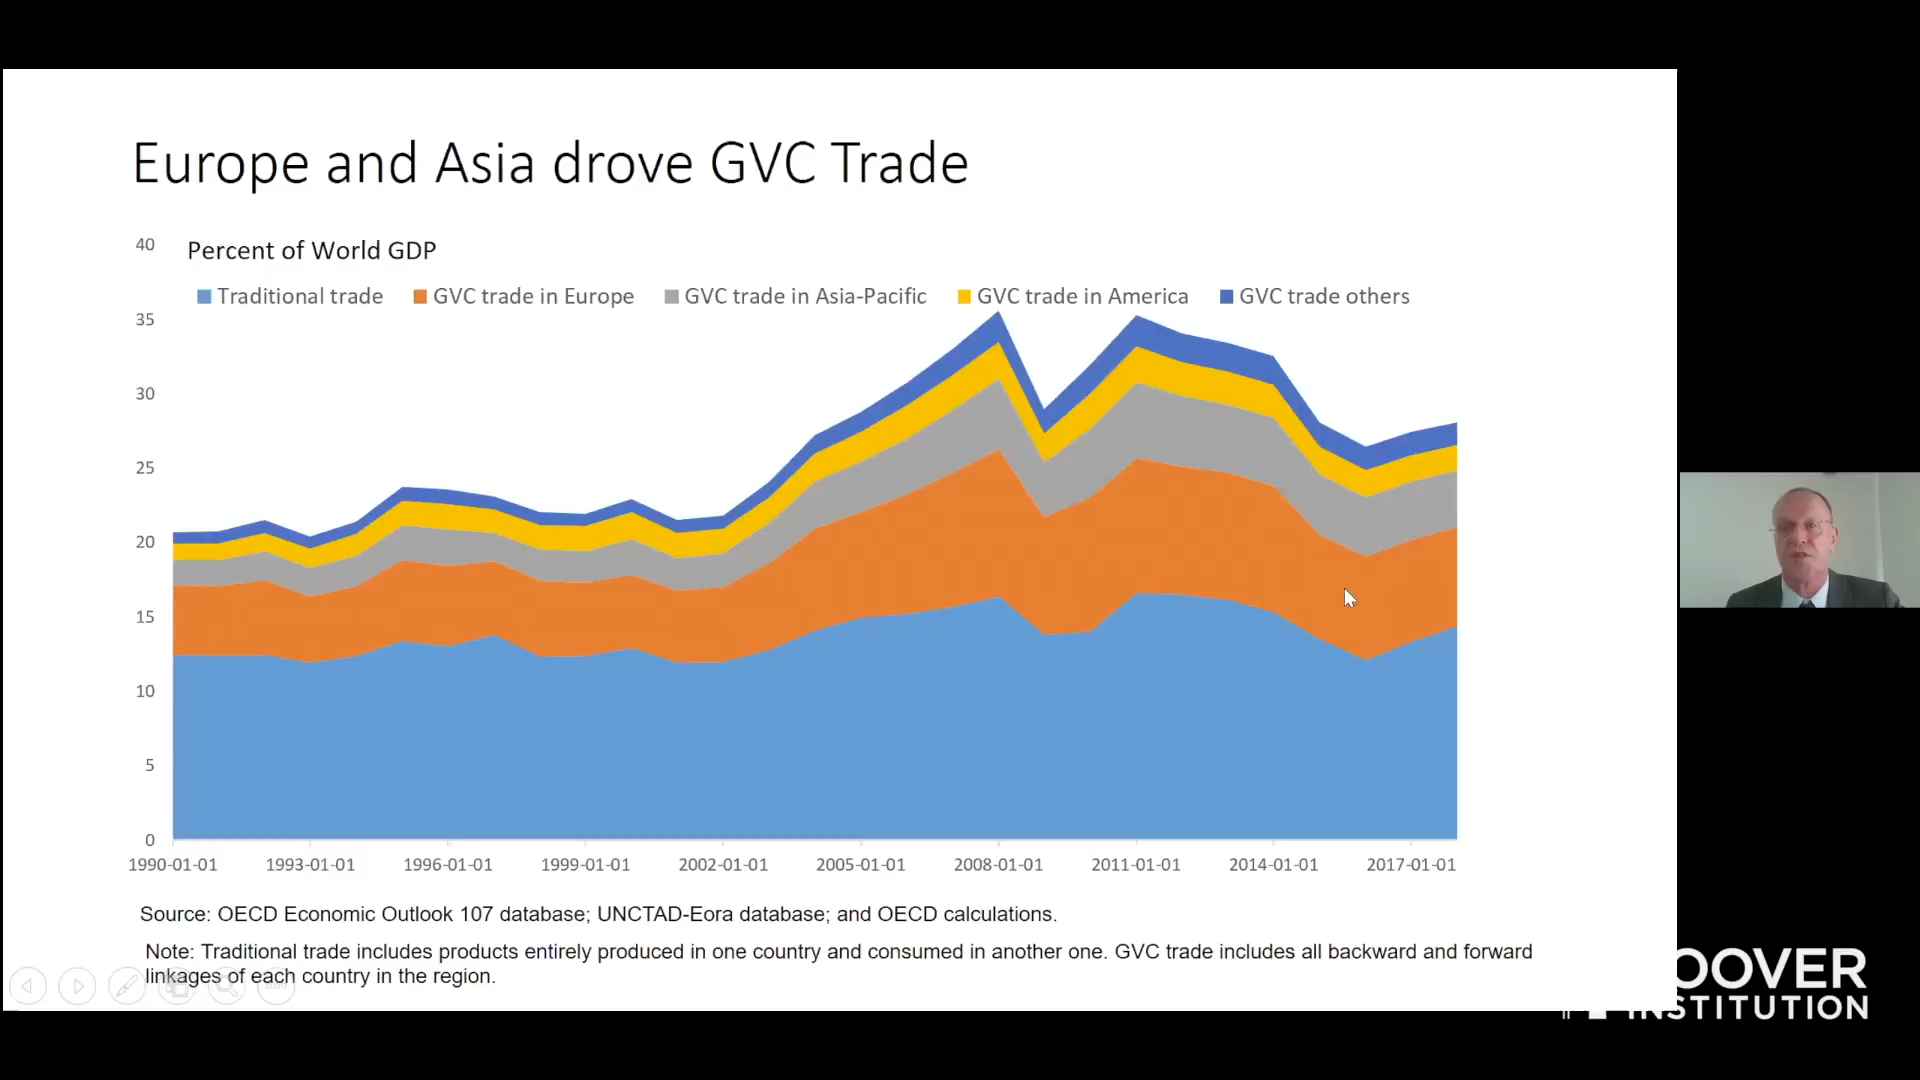 Europe and Asia drove GVC Trade
40
Percent of World GDP
Traditional trade GVC trade in Europe GVC trade in Asia-Pacific GVC trade in America GVC trade others
35
30
25
20
15
10
5
0
1990-01-01 1993-01-01 1996-01-01 1999-01-01 2002-01-01 2005-01-01 2008-01-01 2011-01-01 2014-01-01 2017-01-01
Source: OECD Economic Outlook 107 database; UNCTAD-Eora database; and OECD calculations.
Note: Traditional trade includes products entirely produced in one country and consumed in another one. GVC trade includes all backward and forward
linkages of each country in the region.
OOVER
INSTITUTION